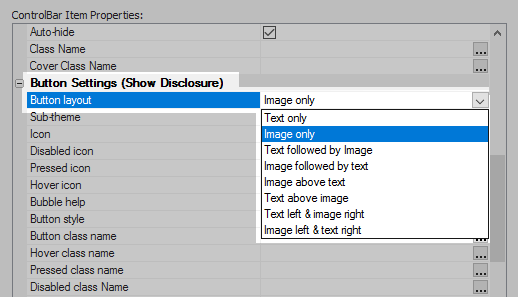 ControlBar Item Properties:
Auto-hide
Class Name ...
Cover Class Name ...
Button Settings (Show Disclosure)
Button layout Image only
Sub-theme Text only
Icon Image only
Disabled icon Text followed by Image
Pressed icon Image followed by text
Hover icon Image above text
Bubble help Text above image
Button style Text left & image right
Button class name Image left & text right ...
Hover class name ...
Pressed class name ...
Disabled class Name ...